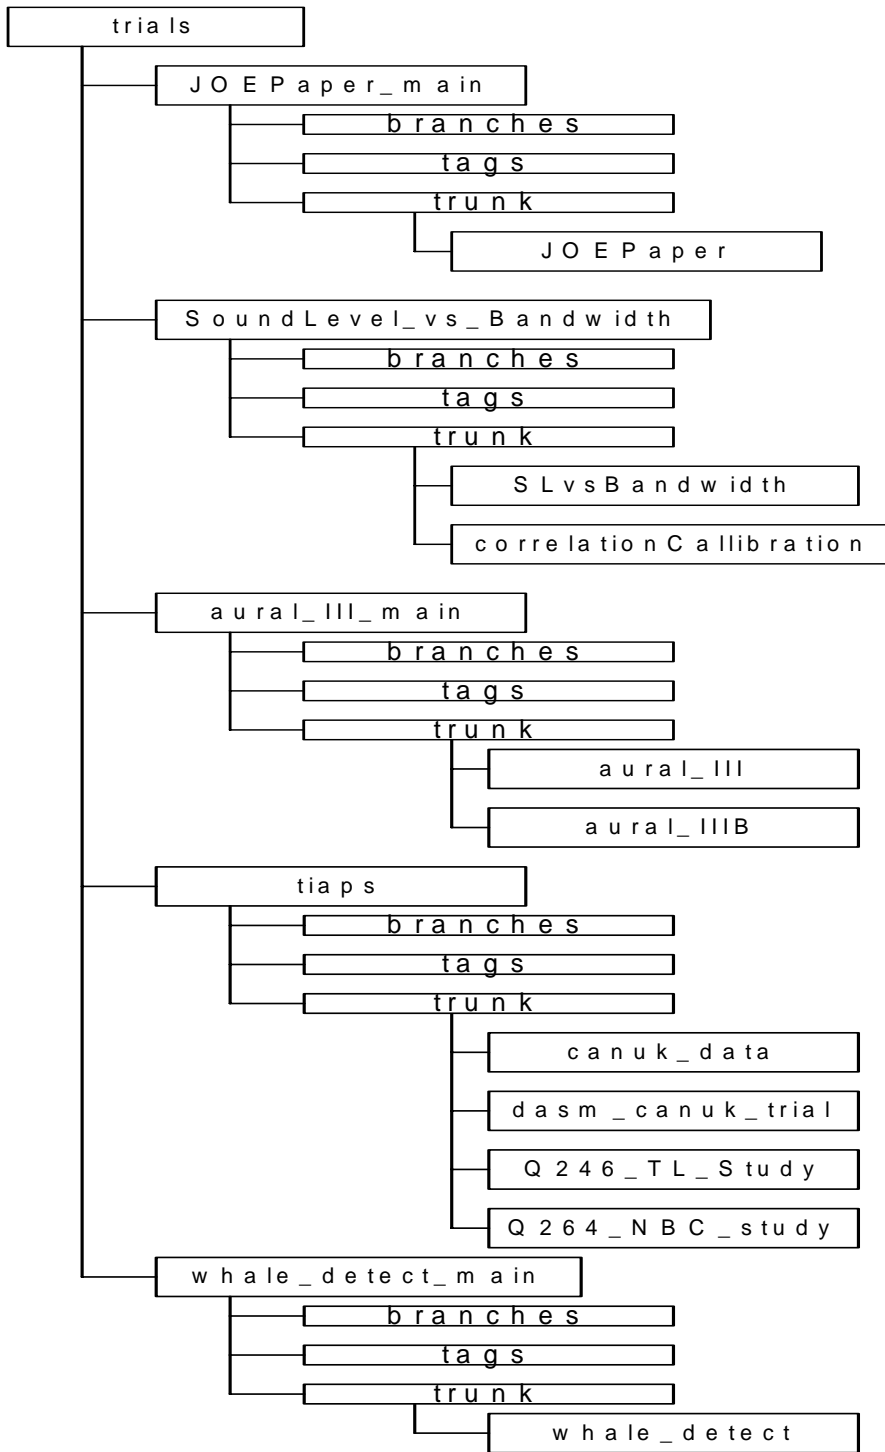 trials
JOEPaper_main
branches
tags
trunk
JOEPaper
SoundLevel_vs_Bandwidth
branches
tags
trunk
SLvsBandwidth
correlationCallibration
aural_III_main
branches
tags
trunk
aural_III
aural_IIIB
tiaps
branches
tags
trunk
canuk_data
dasm_canuk_trial
Q246_TL_Study
Q264_NBC_study
whale_detect_main
branches
tags
trunk
whale_detect